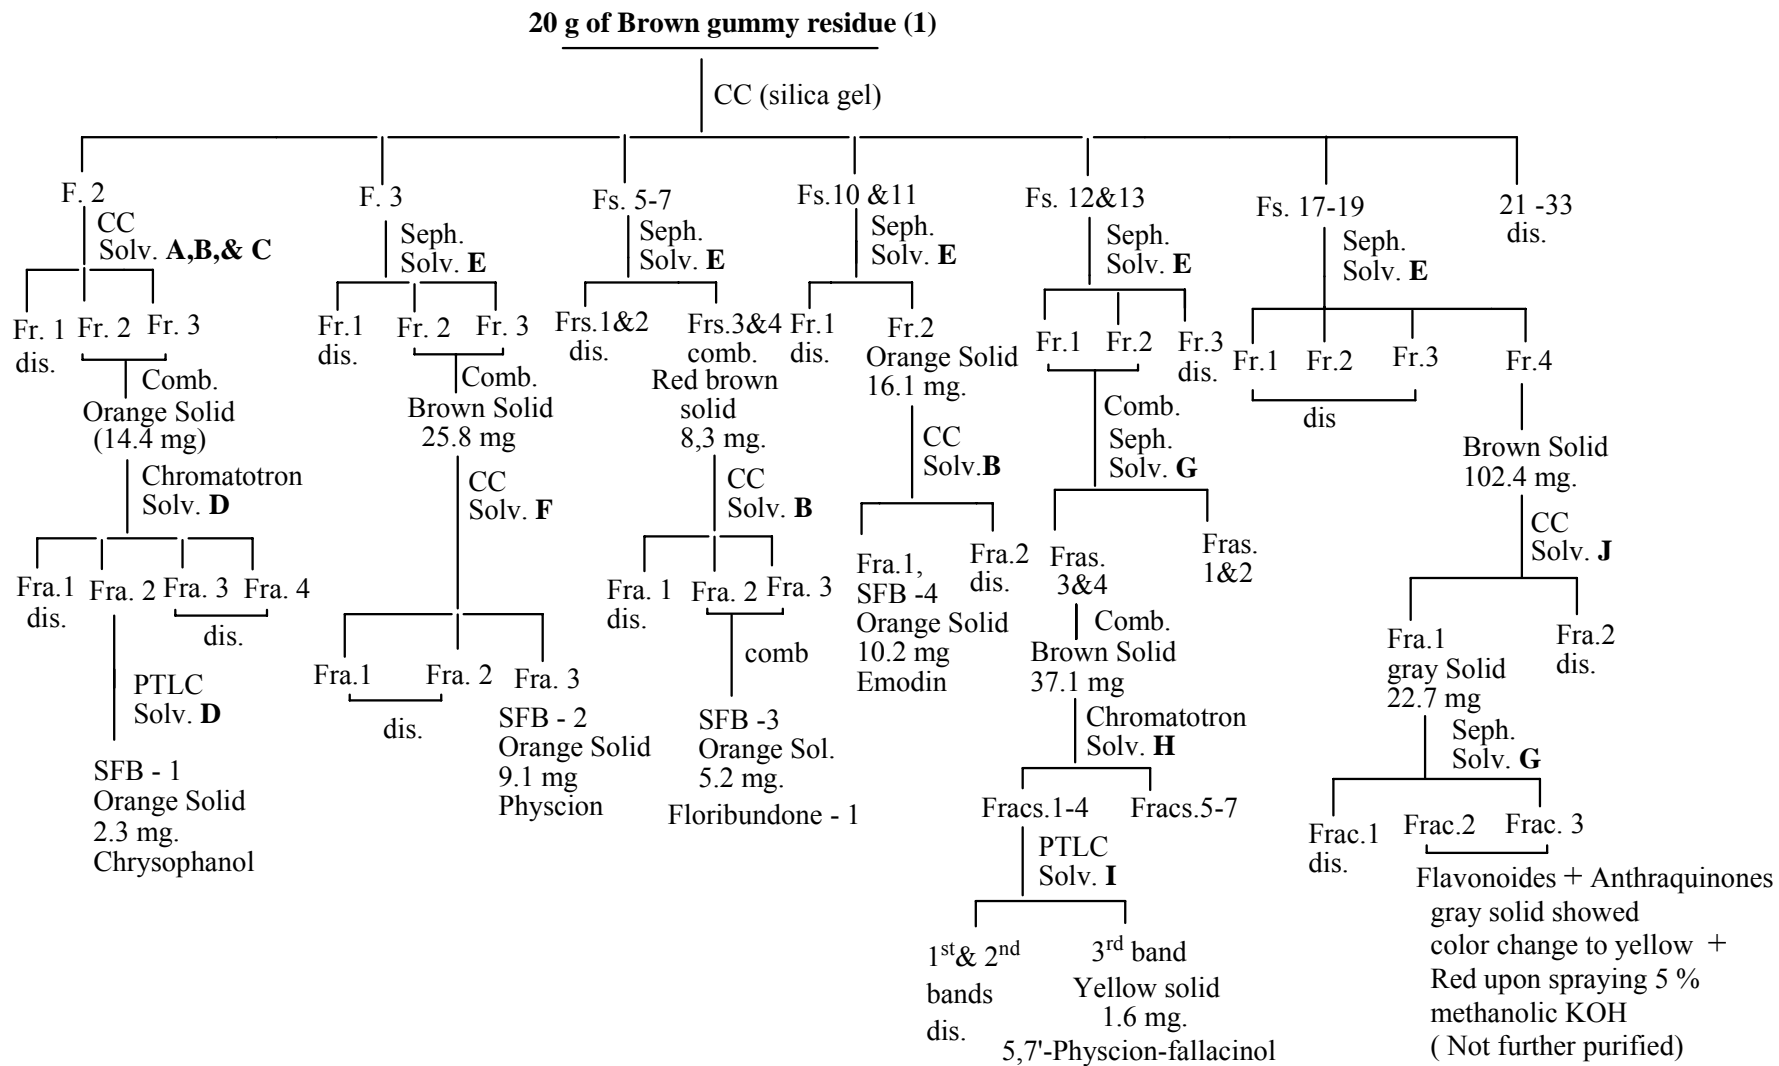 20 g of Brown gummy residue (1)
CC (silica gel)
F. 2
CC
Solv. A,B,& C
Fr. 1
dis.
Fr. 2
Fr. 3
Comb.
Orange Solid
(14.4 mg)
Chromatotron
Solv. D
Fra.1
dis.
Fra. 2
Fra. 3
Fra. 4
dis.
PTLC
Solv. D
SFB - 1
Orange Solid
2.3 mg.
Chrysophanol
F. 3
Seph.
Solv. E
Fr.1
dis.
Fr. 2
Fr. 3
Comb.
Brown Solid
25.8 mg
CC
Solv. F
Fra.1
Fra. 2
dis.
Fra. 3
SFB - 2
Orange Solid
9.1 mg
Physcion
Fs. 5-7
Seph.
Solv. E
Frs.1&2
dis.
Frs.3&4
comb.
Red brown
solid
8,3 mg.
CC
Solv. B
Fra. 1
dis.
Fra. 2
Fra. 3
comb
SFB -3
Orange Sol.
5.2 mg.
Floribundone - 1
Fs.10 &11
Seph.
Solv. E
Fr.1
dis.
Fr.2
Orange Solid
16.1 mg.
CC
Solv.B
Fra.1,
SFB -4
Orange Solid
10.2 mg
Emodin
Fra.2
dis.
Fs. 12&13
Seph.
Solv. E
Fr.1
Fr.2
Fr.3
dis.
Comb.
Seph.
Solv. G
Fras.
3&4
Fras.
1&2
Comb.
Brown Solid
37.1 mg
Chromatotron
Solv. H
Fracs.1-4
Fracs.5-7
PTLC
Solv. I
1st& 2nd
bands
dis.
3rd band
Yellow solid
1.6 mg.
5,7'-Physcion-fallacinol
Fs. 17-19
Seph.
Solv. E
Fr.1
Fr.2
Fr.3
dis
Fr.4
Brown Solid
102.4 mg.
CC
Solv. J
Fra.1
gray Solid
22.7 mg
Fra.2
dis.
Seph.
Solv. G
Frac.1
dis.
Frac.2
Frac. 3
Flavonoides + Anthraquinones
gray solid showed
color change to yellow +
Red upon spraying 5 %
methanolic KOH
( Not further purified)
21 -33
dis.